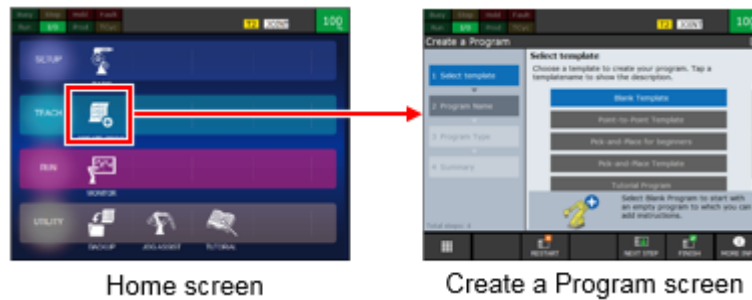 Busy Step Hold Fault
Run I/O Prod TCyc
T2 JOINT
100
SETUP
TEACH
RUN
MONITOR
UTILITY
BACKUP
JOG ASSIST
TUTORIAL
Home screen
Busy Step Hold Fault
Run I/O Prod TCyc
T2 JOINT
100
Create a Program
1 Select template
2 Program Name
3 Program Type
4 Summary
Total steps: 4
Select template
Choose a template to create your program. Tap a
templatename to show the description.
Blank Template
Point-to-Point Template
Pick-and-Place for beginners
Pick-and-Place Template
Tutorial Program
Select Blank Program to start with
an empty program to which you can
add instructions.
RESTART
NEXT STEP
FINISH
MORE INFO
Create a Program screen